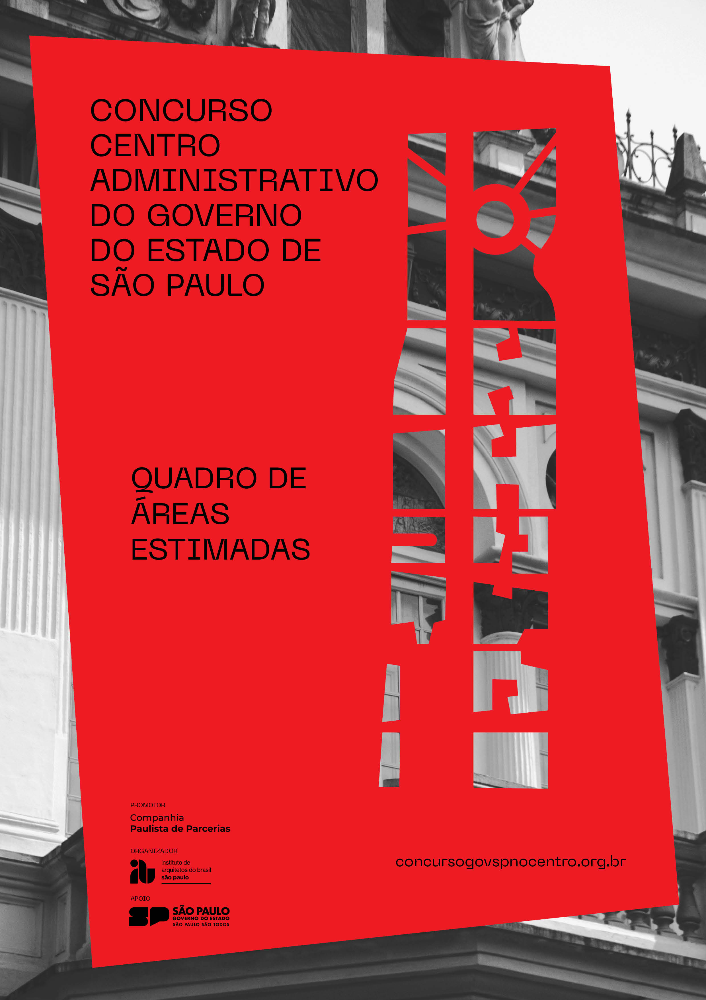 CONCURSO
CENTRO
ADMINISTRATIVO
DO GOVERNO
DO ESTADO DE
SÃO PAULO
QUADRO DE
ÁREAS
ESTIMADAS
PROMOTOR
Companhia
Paulista de Parcerias
ORGANIZADOR
iab
instituto de
arquitetos do brasil
são paulo
APOIO
SP
SÃO PAULO
GOVERNO DO ESTADO
SÃO PAULO SÃO TODOS
concursogovspnocentro.org.br